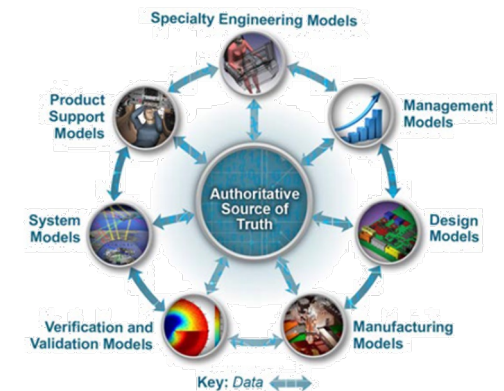 Specialty Engineering Models
Product
Support
Models
Management
Models
Authoritative
Source of
Truth
System
Models
Design
Models
Verification and
Validation Models
Manufacturing
Models
Key: Data